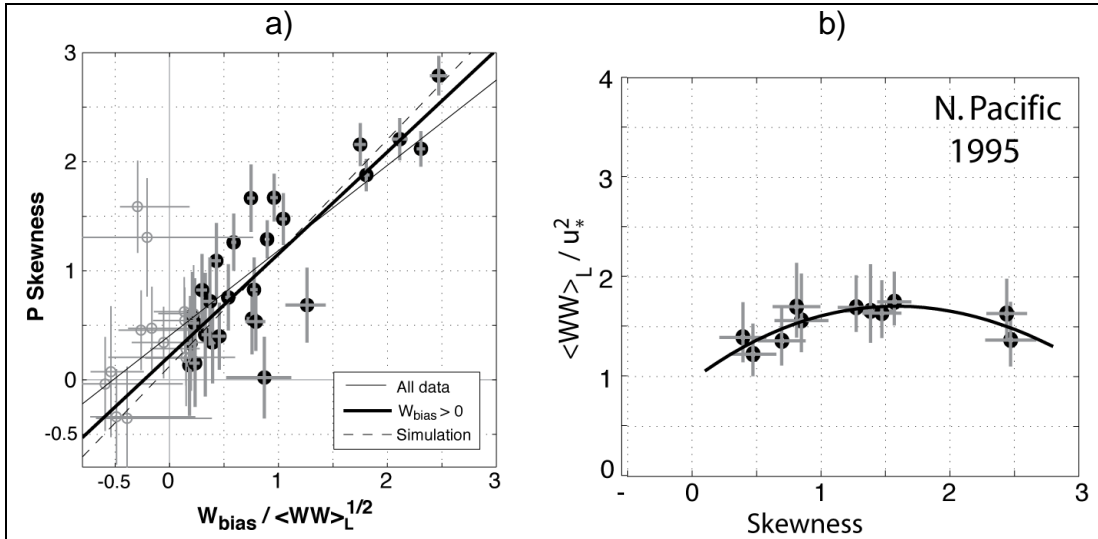 a)
3
2
1
0
-0.5
P Skewness
-0.5 0 1 2 3
W_bias / <WW>_L^1/2
All data
W_bias > 0
Simulation
b)
4
3
2
1
0
<WW>_L / u_*^2
N. Pacific
1995
- 0 1 2 3
Skewness